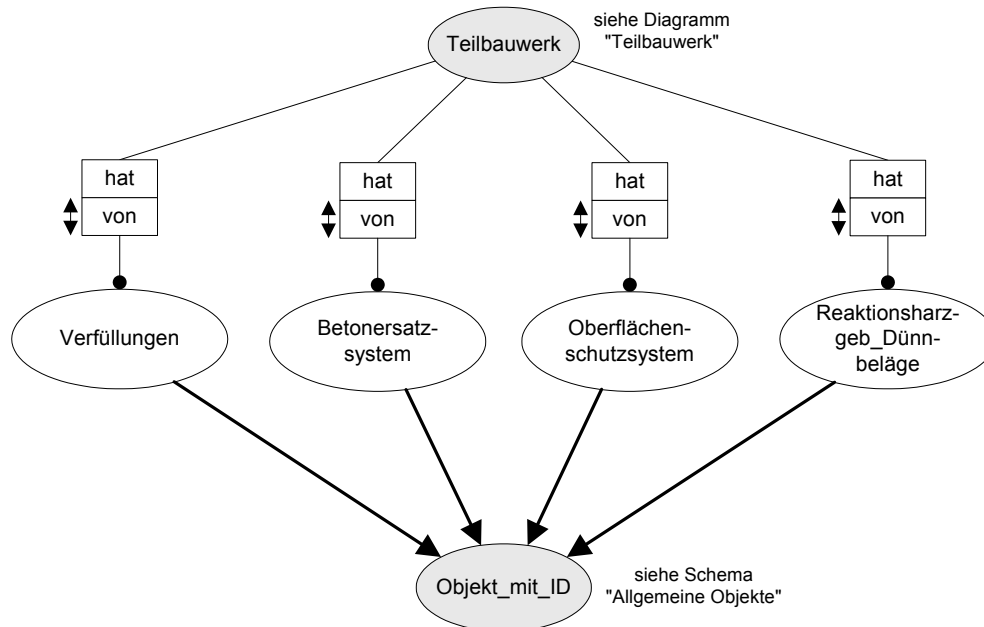 Teilbauwerk
siehe Diagramm
"Teilbauwerk"
hat
von
hat
von
hat
von
hat
von
Verfüllungen
Betonersatz-
system
Oberflächen-
schutzsystem
Reaktionsharz-
geb_Dünn-
beläge
Objekt_mit_ID
siehe Schema
"Allgemeine Objekte"